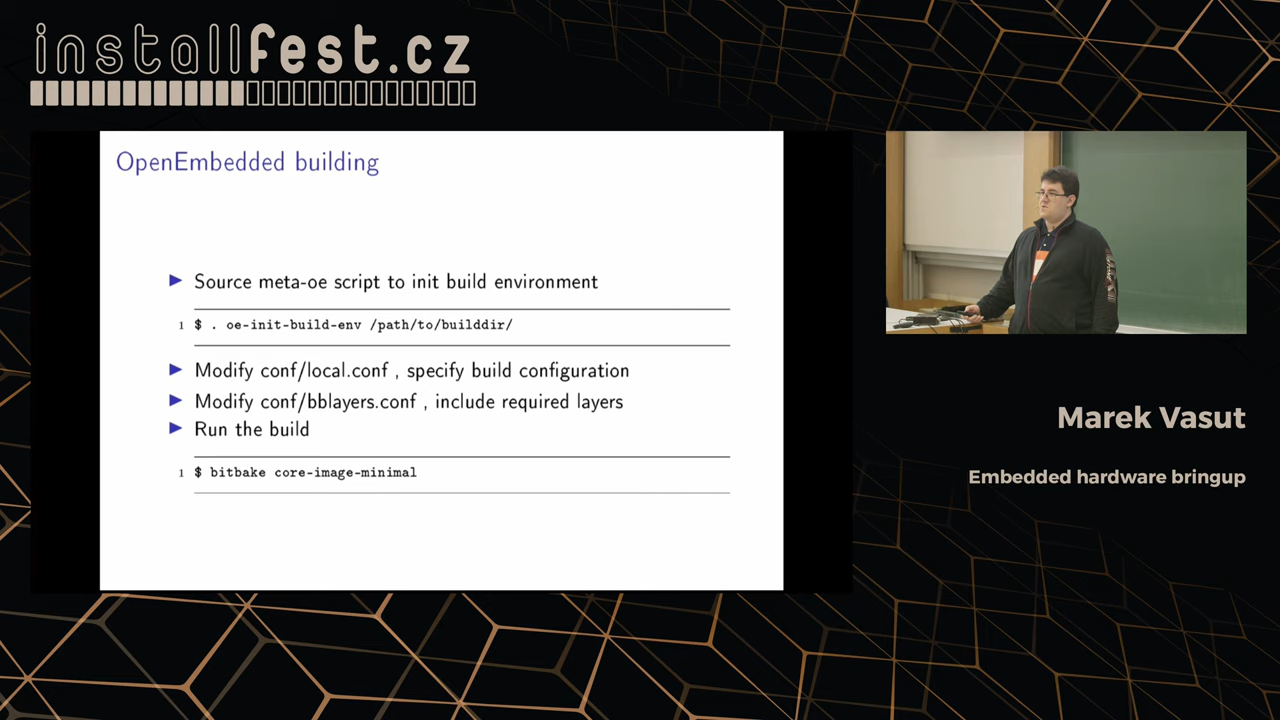 installfest.cz
OpenEmbedded building
Source meta-oe script to init build environment
1 $ . oe-init-build-env /path/to/builddir/
Modify conf/local.conf , specify build configuration
Modify conf/bblayers.conf , include required layers
Run the build
1 $ bitbake core-image-minimal
Marek Vasut
Embedded hardware bringup